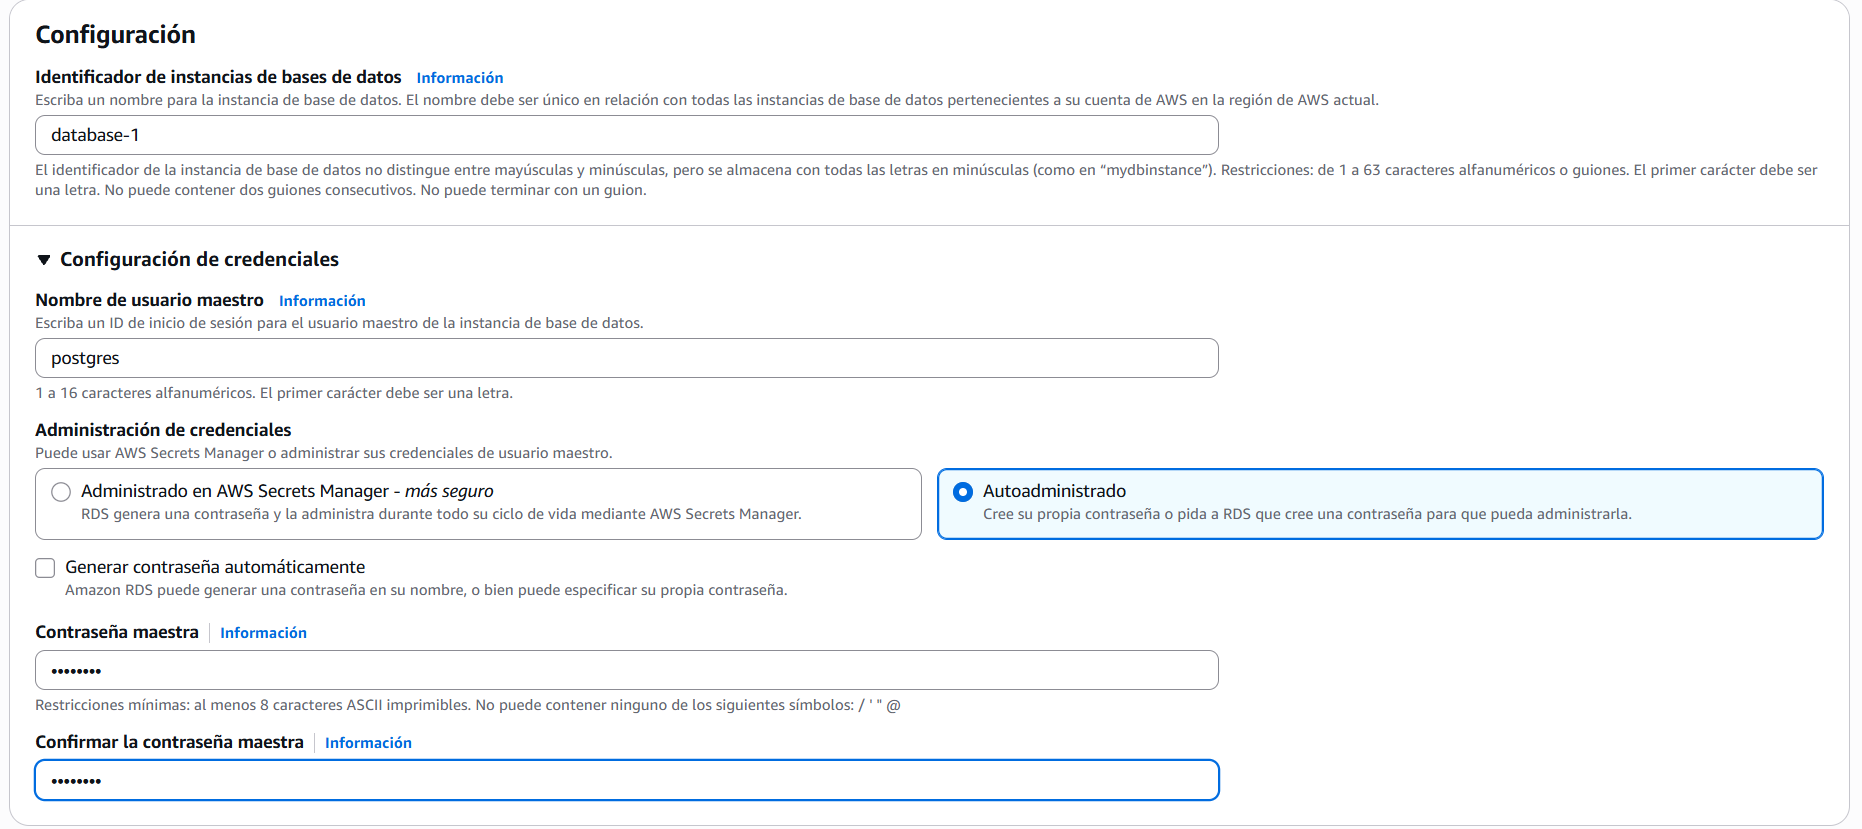 Configuración
Identificador de instancias de bases de datos Información
Escriba un nombre para la instancia de base de datos. El nombre debe ser único en relación con todas las instancias de base de datos pertenecientes a su cuenta de AWS en la región de AWS actual.
database-1
El identificador de la instancia de base de datos no distingue entre mayúsculas y minúsculas, pero se almacena con todas las letras en minúsculas (como en “mydbinstance”). Restricciones: de 1 a 63 caracteres alfanuméricos o guiones. El primer carácter debe ser
una letra. No puede contener dos guiones consecutivos. No puede terminar con un guion.
Configuración de credenciales
Nombre de usuario maestro Información
Escriba un ID de inicio de sesión para el usuario maestro de la instancia de base de datos.
postgres
1 a 16 caracteres alfanuméricos. El primer carácter debe ser una letra.
Administración de credenciales
Puede usar AWS Secrets Manager o administrar sus credenciales de usuario maestro.
Administrado en AWS Secrets Manager - más seguro
RDS genera una contraseña y la administra durante todo su ciclo de vida mediante AWS Secrets Manager.
Autoadministrado
Cree su propia contraseña o pida a RDS que cree una contraseña para que pueda administrarla.
Generar contraseña automáticamente
Amazon RDS puede generar una contraseña en su nombre, o bien puede especificar su propia contraseña.
Contraseña maestra Información
••••••••
Restricciones mínimas: al menos 8 caracteres ASCII imprimibles. No puede contener ninguno de los siguientes símbolos: / ' " @
Confirmar la contraseña maestra Información
••••••••